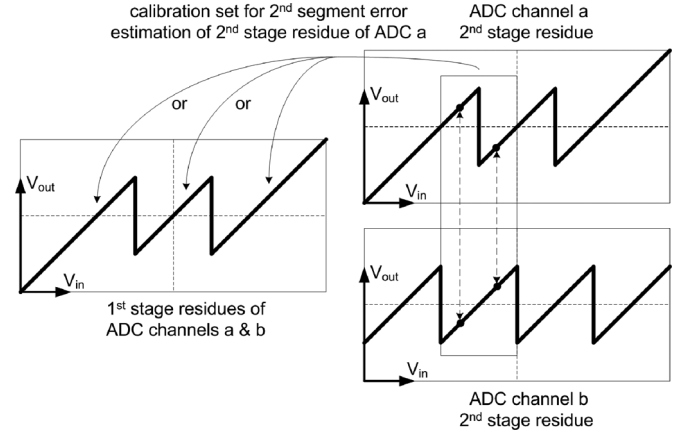 calibration set for 2nd segment error
estimation of 2nd stage residue of ADC a
ADC channel a
2nd stage residue
or
or
Vout
Vin
1st stage residues of
ADC channels a & b
Vout
Vin
Vout
Vin
ADC channel b
2nd stage residue